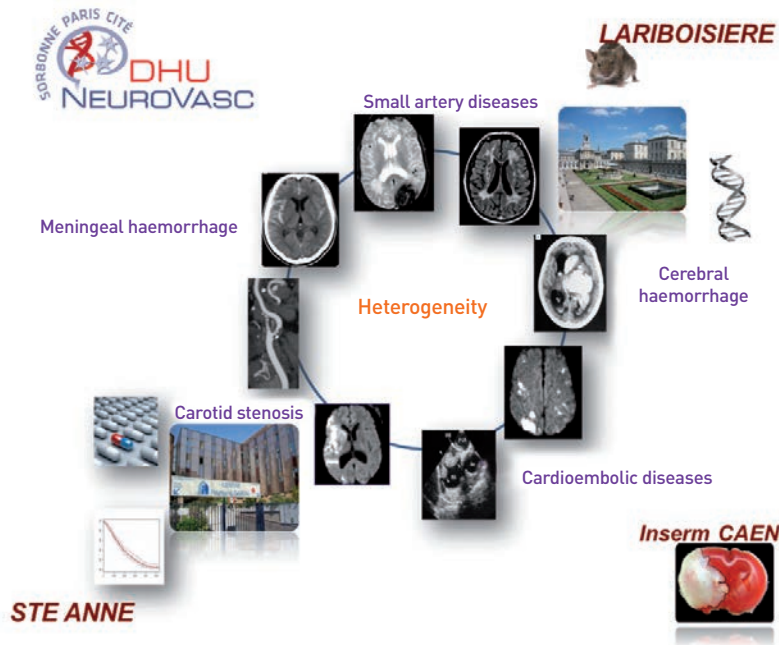 SORBONNE PARIS CITÉ
DHU
NEUROVASC
LARIBOISIERE
Small artery diseases
Meningeal haemorrhage
Cerebral
haemorrhage
Heterogeneity
Carotid stenosis
Cardioembolic diseases
Inserm CAEN
STE ANNE